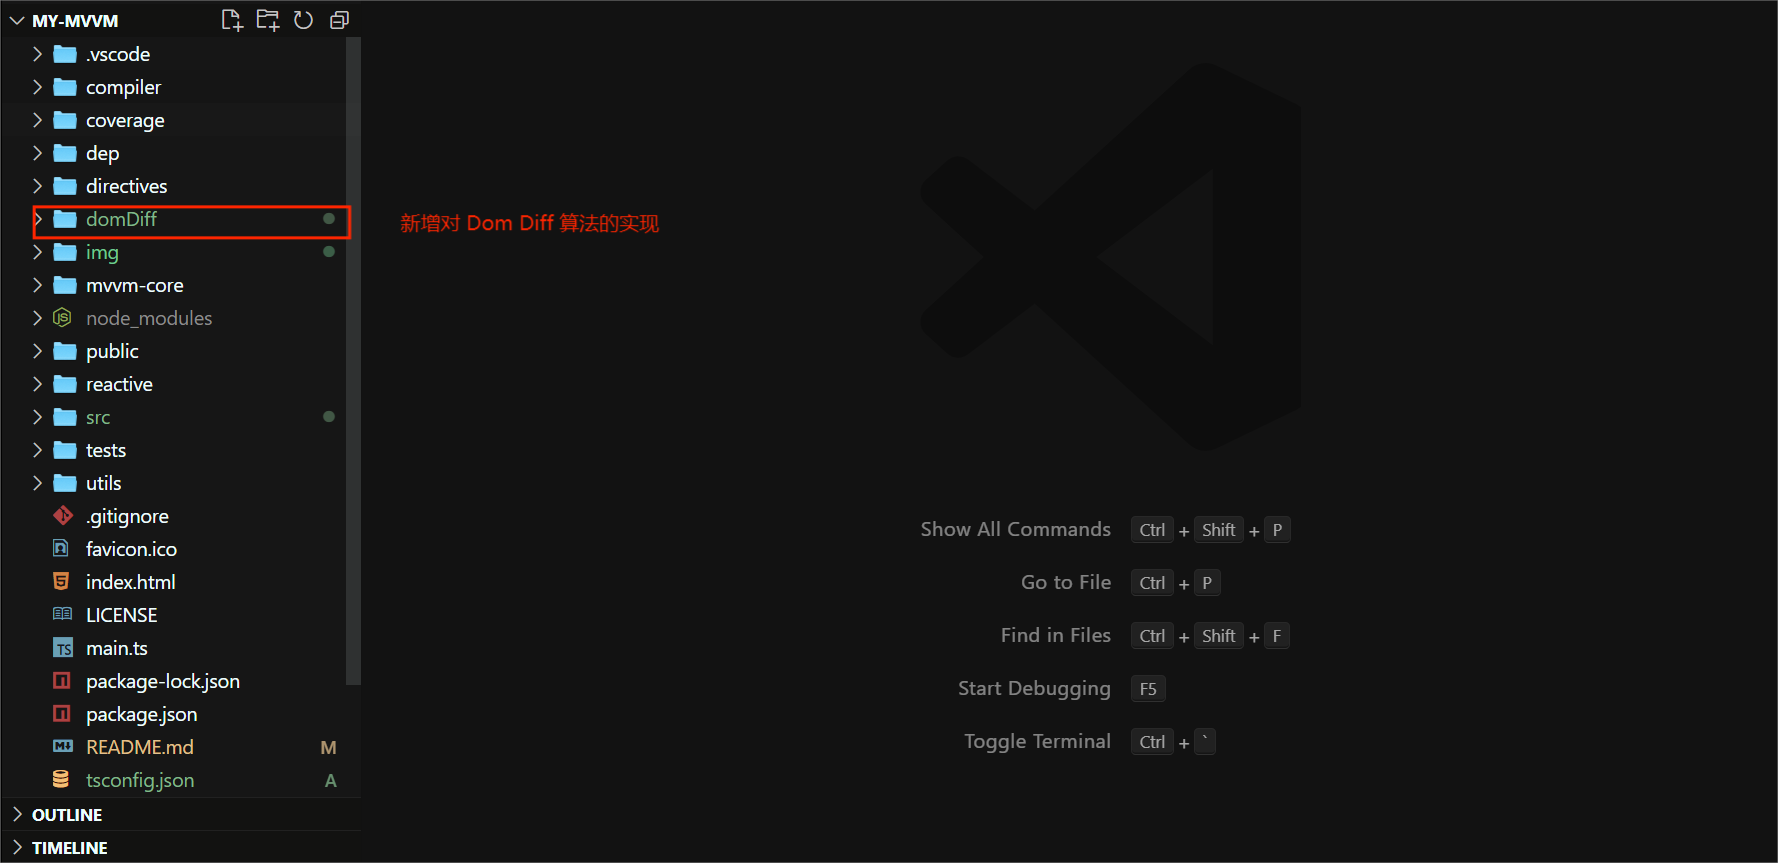 MY-MVVM
.vscode
compiler
coverage
dep
directives
domDiff
新增对 Dom Diff 算法的实现
img
mvvm-core
node_modules
public
reactive
src
tests
utils
.gitignore
favicon.ico
index.html
LICENSE
main.ts
package-lock.json
package.json
README.md M
tsconfig.json A
OUTLINE
TIMELINE
Show All Commands Ctrl + Shift + P
Go to File Ctrl + P
Find in Files Ctrl + Shift + F
Start Debugging F5
Toggle Terminal Ctrl + `